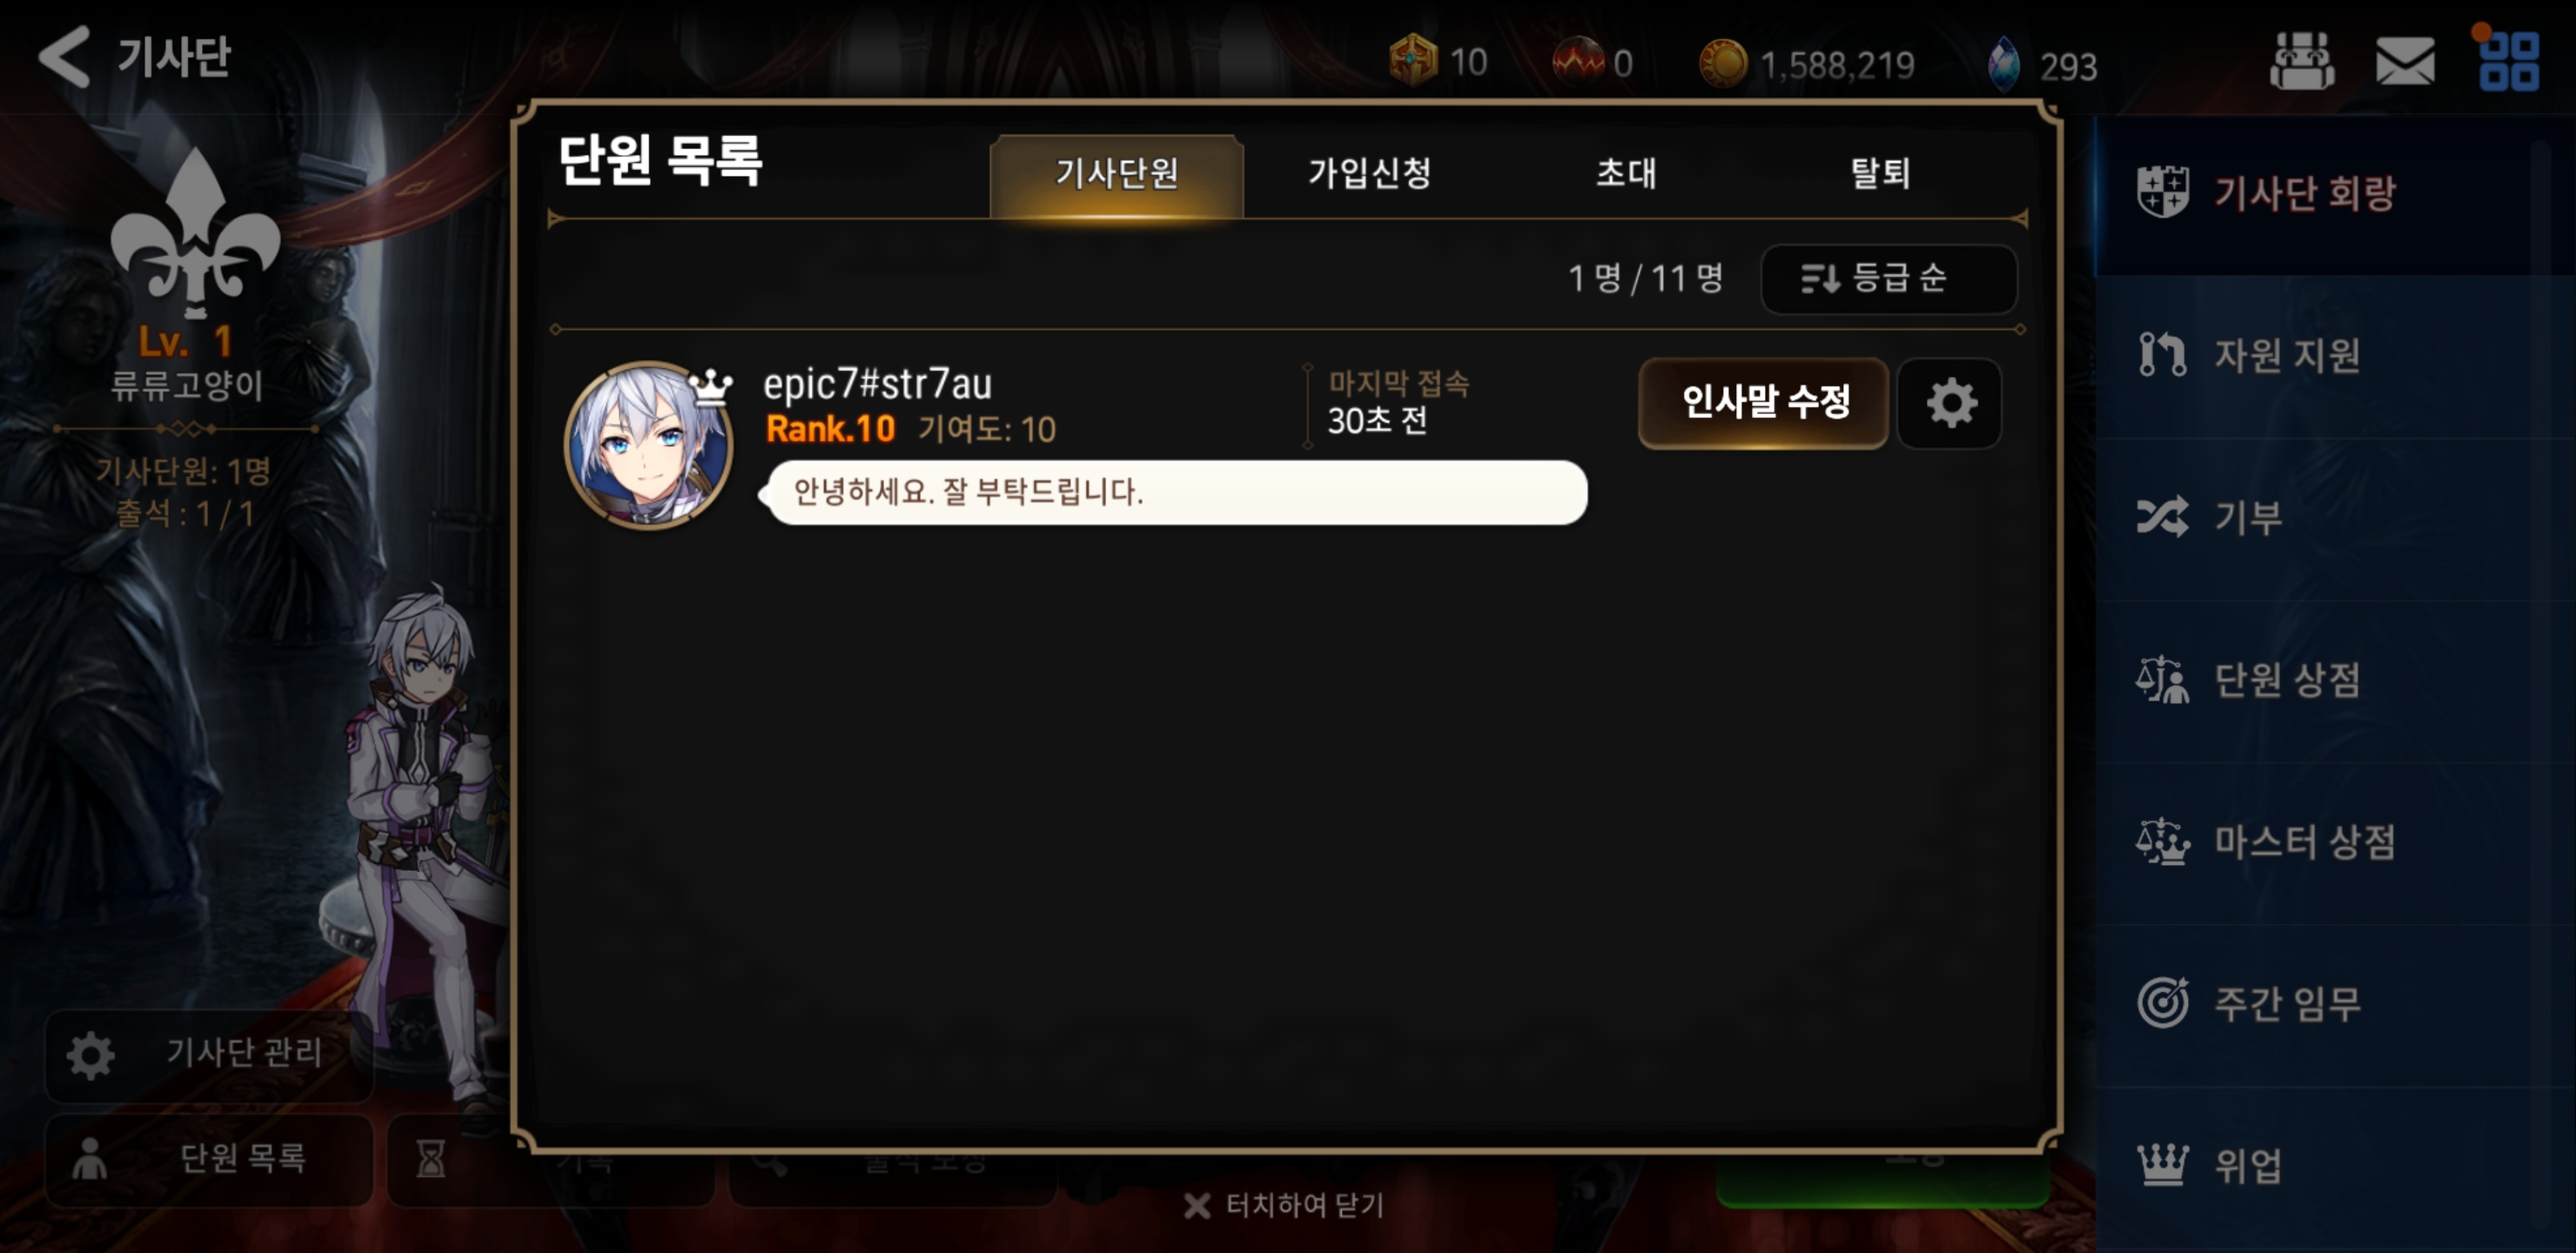 기사단
10
0
1,588,219
293
Lv. 1
류류고양이
기사단원: 1명
출석 : 1 / 1
단원 목록
기사단원
가입신청
초대
탈퇴
1 명 / 11 명
등급 순
epic7#str7au
Rank.10 기여도: 10
마지막 접속
30초 전
인사말 수정
안녕하세요. 잘 부탁드립니다.
기사단 회랑
자원 지원
기부
단원 상점
마스터 상점
주간 임무
위업
기사단 관리
단원 목록
터치하여 닫기